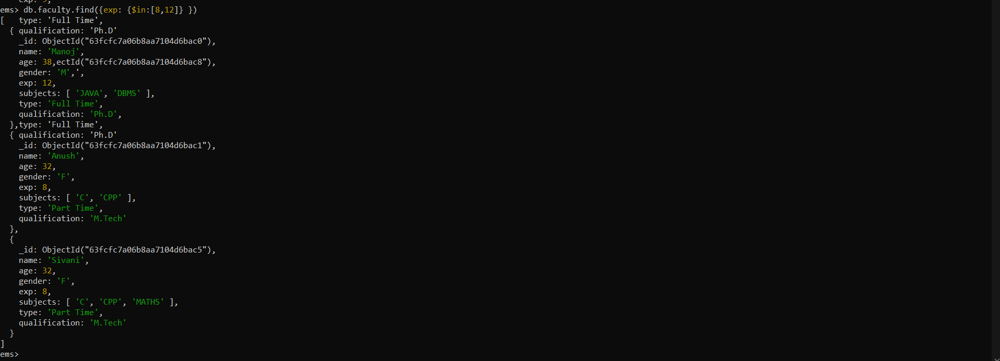 exp: 9,
ems> db.faculty.find({exp: {$in:[8,12]} })
[   type: 'Full Time',
  { qualification: 'Ph.D'
    _id: ObjectId("63fcfc7a06b8aa7104d6bac0"),
    name: 'Manoj',
    age: 38,ectId("63fcfc7a06b8aa7104d6bac8"),
    gender: 'M',',
    exp: 12,
    subjects: [ 'JAVA', 'DBMS' ],
    type: 'Full Time',
    qualification: 'Ph.D',
  },type: 'Full Time',
  { qualification: 'Ph.D'
    _id: ObjectId("63fcfc7a06b8aa7104d6bac1"),
    name: 'Anush',
    age: 32,
    gender: 'F',
    exp: 8,
    subjects: [ 'C', 'CPP' ],
    type: 'Part Time',
    qualification: 'M.Tech'
  },
  {
    _id: ObjectId("63fcfc7a06b8aa7104d6bac5"),
    name: 'Sivani',
    age: 32,
    gender: 'F',
    exp: 8,
    subjects: [ 'C', 'CPP', 'MATHS' ],
    type: 'Part Time',
    qualification: 'M.Tech'
  }
]
ems>